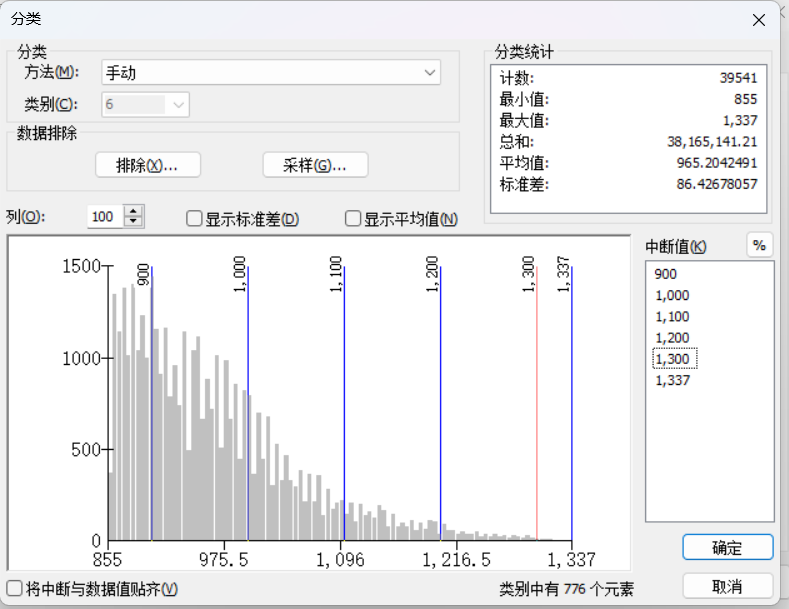 分类
分类
方法(M): 手动
类别(C): 6
数据排除
排除(X)... 采样(G)...
分类统计
计数: 39541
最小值: 855
最大值: 1,337
总和: 38,165,141.21
平均值: 965.2042491
标准差: 86.42678057
列(O): 100 显示标准差(D) 显示平均值(N)
中断值(K) %
900
1,000
1,100
1,200
1,300
1,337
900 1,000 1,100 1,200 1,300 1,337
1500
1000
500
0
855 975.5 1,096 1,216.5 1,337
确定
将中断与数据值贴齐(V) 类别中有 776 个元素
取消